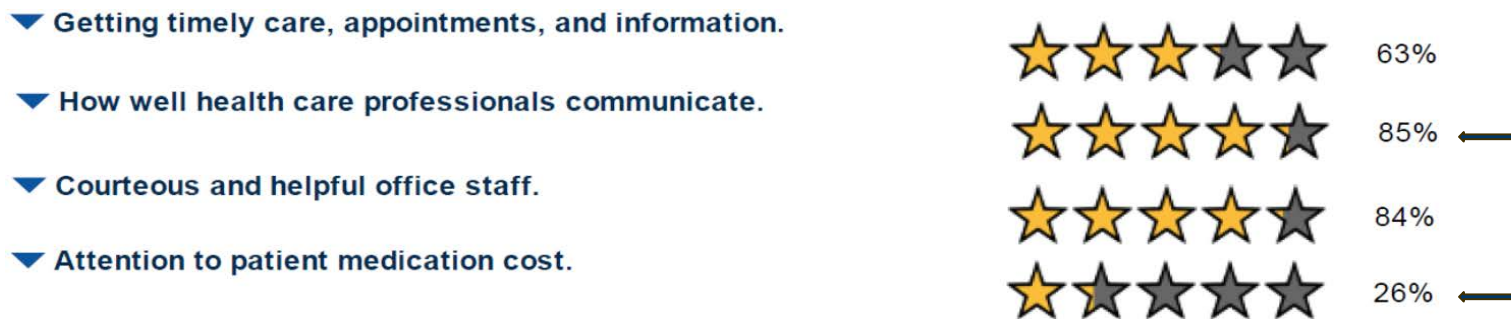 Getting timely care, appointments, and information.
63%
How well health care professionals communicate.
85%
Courteous and helpful office staff.
84%
Attention to patient medication cost.
26%